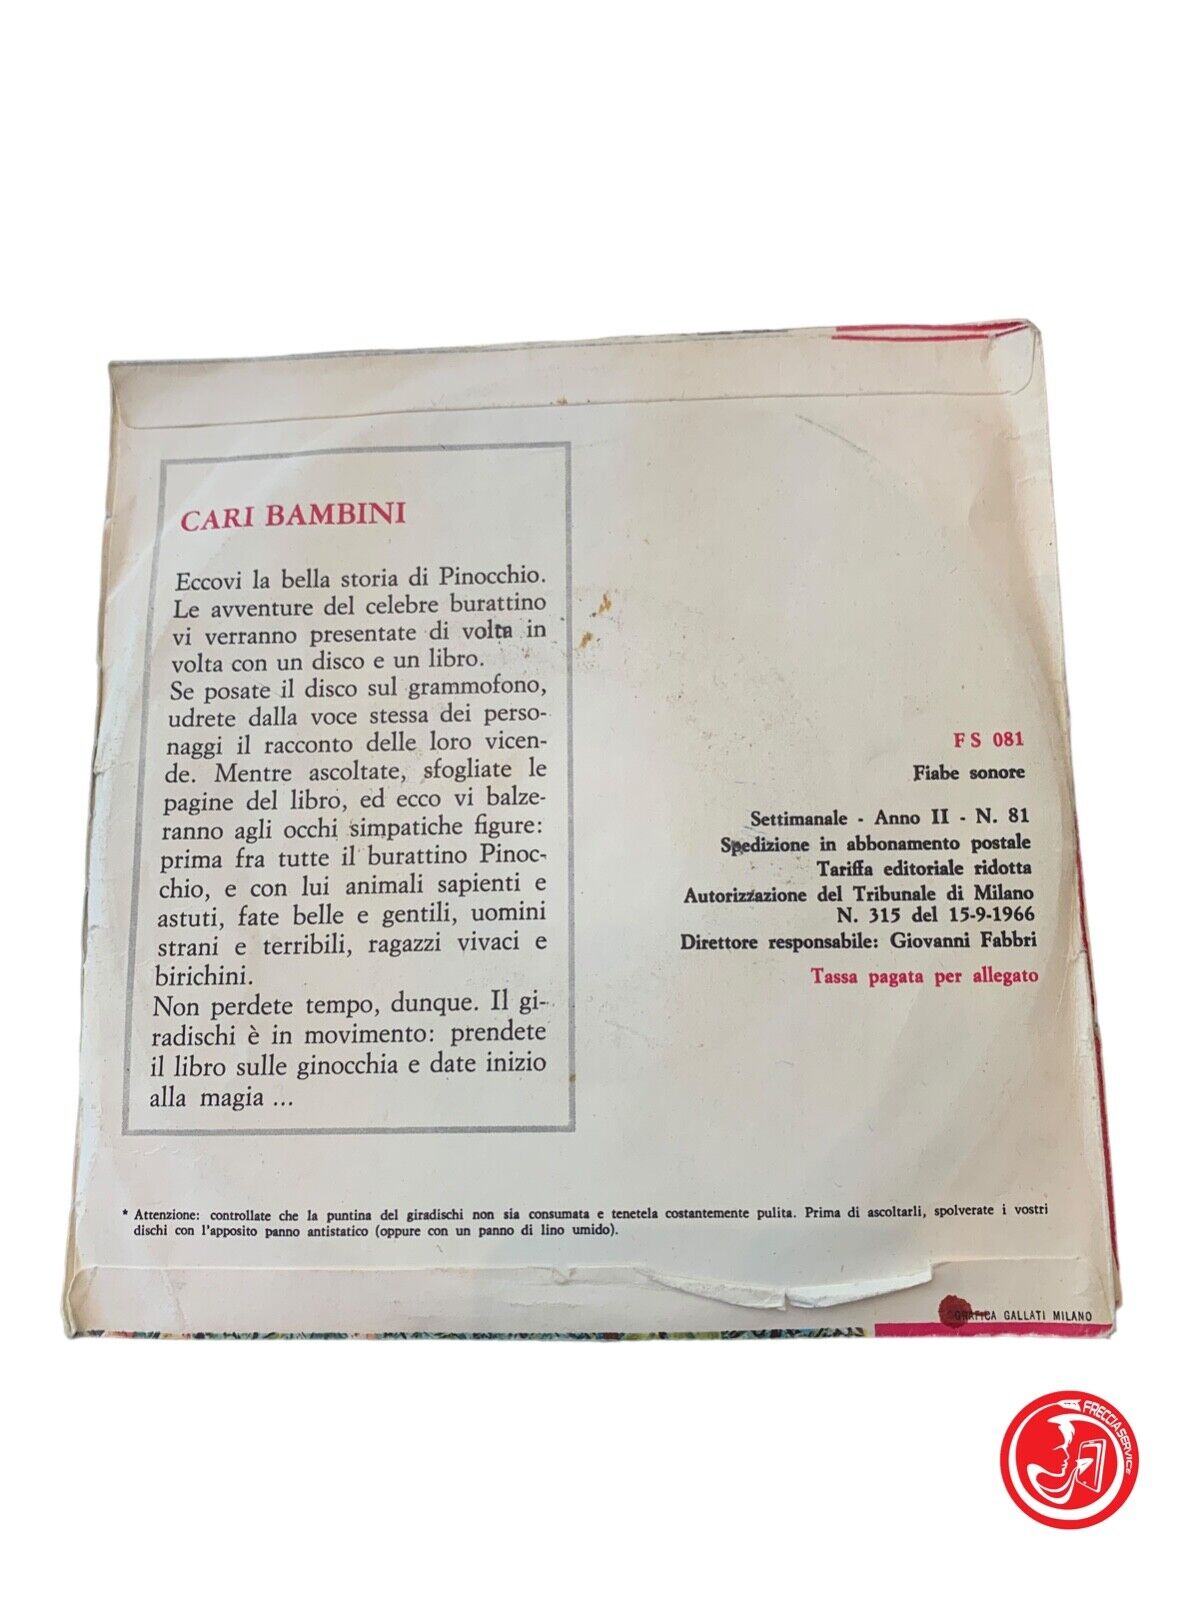 CARI BAMBINI
Eccovi la bella storia di Pinocchio.
Le avventure del celebre burattino
vi verranno presentate di volta in
volta con un disco e un libro.
Se posate il disco sul grammofono,
udrete dalla voce stessa dei perso-
naggi il racconto delle loro vicen-
de. Mentre ascoltate, sfogliate le
pagine del libro, ed ecco vi balze-
ranno agli occhi simpatiche figure:
prima fra tutte il burattino Pinoc-
chio, e con lui animali sapienti e
astuti, fate belle e gentili, uomini
strani e terribili, ragazzi vivaci e
birichini.
Non perdete tempo, dunque. Il gi-
radischi è in movimento: prendete
il libro sulle ginocchia e date inizio
alla magia ...
FS 081
Fiabe sonore
Settimanale - Anno II - N. 81
Spedizione in abbonamento postale
Tariffa editoriale ridotta
Autorizzazione del Tribunale di Milano
N. 315 del 15-9-1966
Direttore responsabile: Giovanni Fabbri
Tassa pagata per allegato
* Attenzione: controllate che la puntina del giradischi non sia consumata e tenetela costantemente pulita. Prima di ascoltarli, spolverate i vostri
dischi con l'apposito panno antistatico (oppure con un panno di lino umido).
GRAFICA GALLATI MILANO
FRECCIA SERVICE